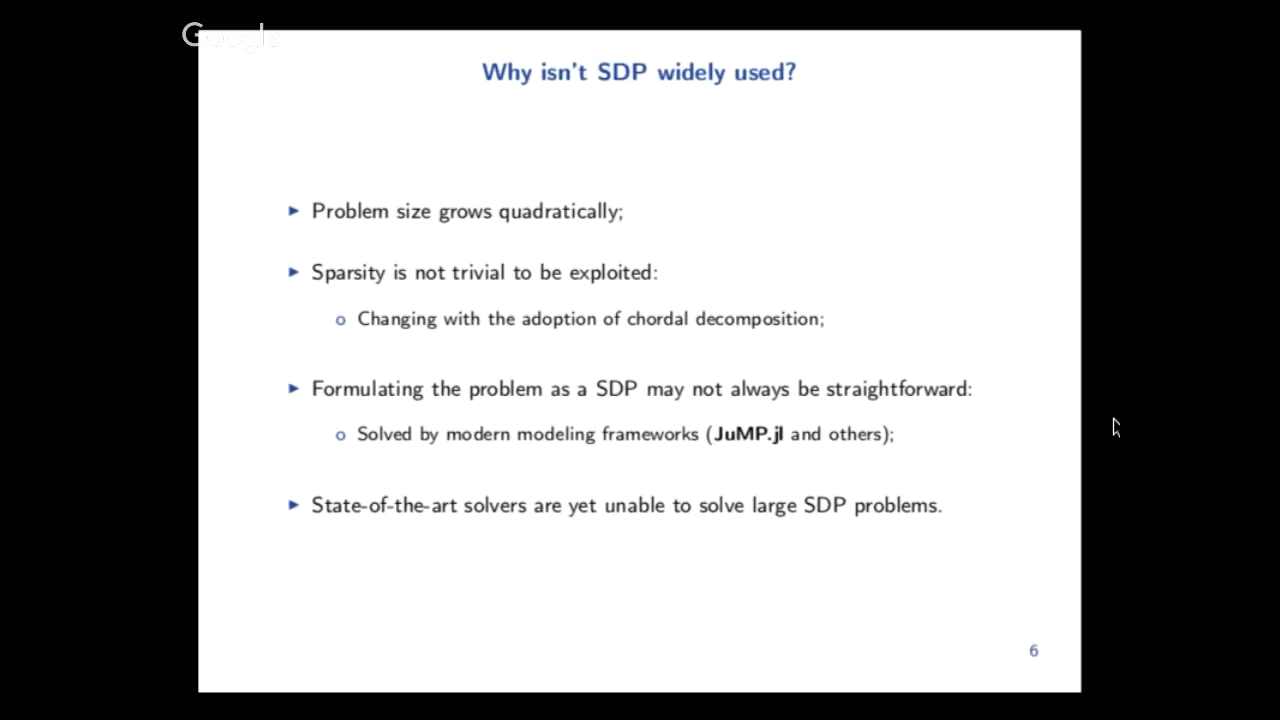 Google
Why isn't SDP widely used?
▶ Problem size grows quadratically;
▶ Sparsity is not trivial to be exploited:
o Changing with the adoption of chordal decomposition;
▶ Formulating the problem as a SDP may not always be straightforward:
o Solved by modern modeling frameworks (JuMP.jl and others);
▶ State-of-the-art solvers are yet unable to solve large SDP problems.
6